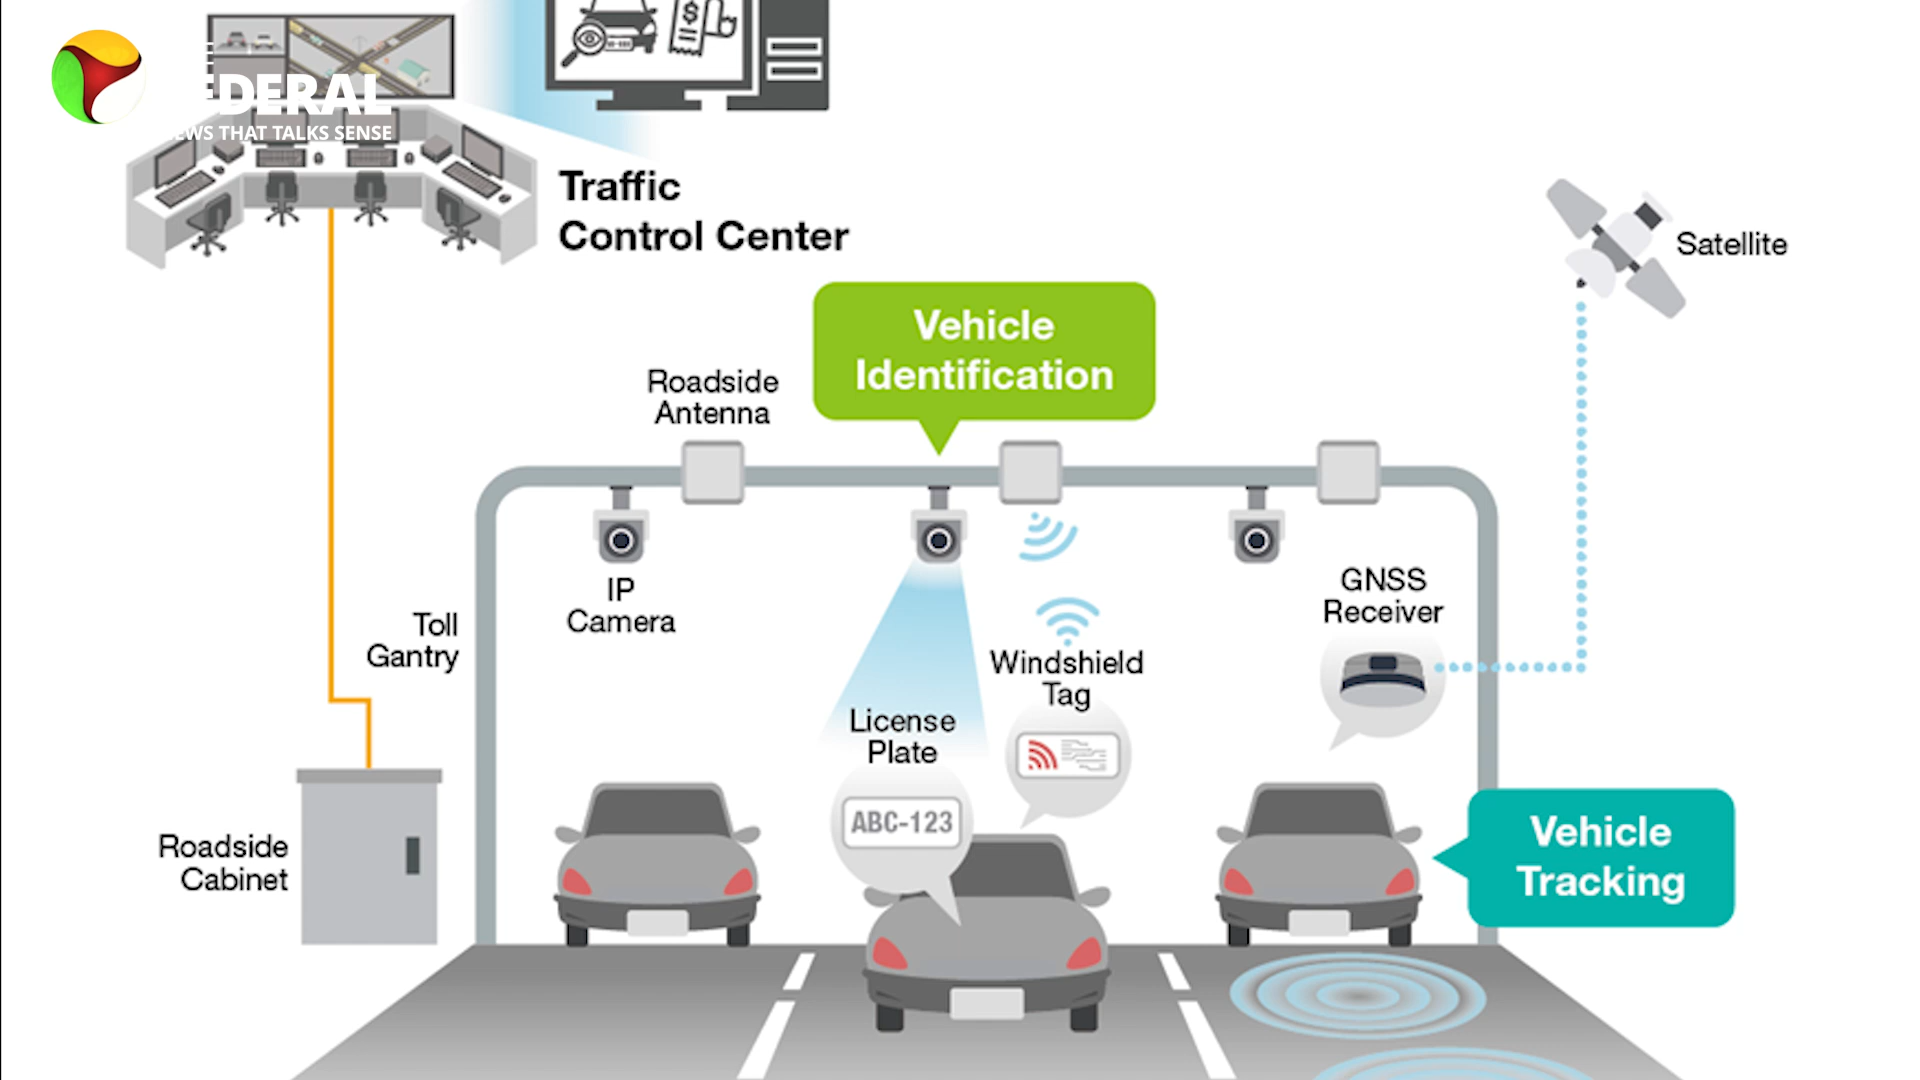 EDERAL
EWS THAT TALKS SENSE
$
Traffic
Control Center
Satellite
Vehicle
Identification
Roadside
Antenna
IP
Camera
GNSS
Receiver
Toll
Gantry
Windshield
Tag
License
Plate
ABC-123
Vehicle
Tracking
Roadside
Cabinet